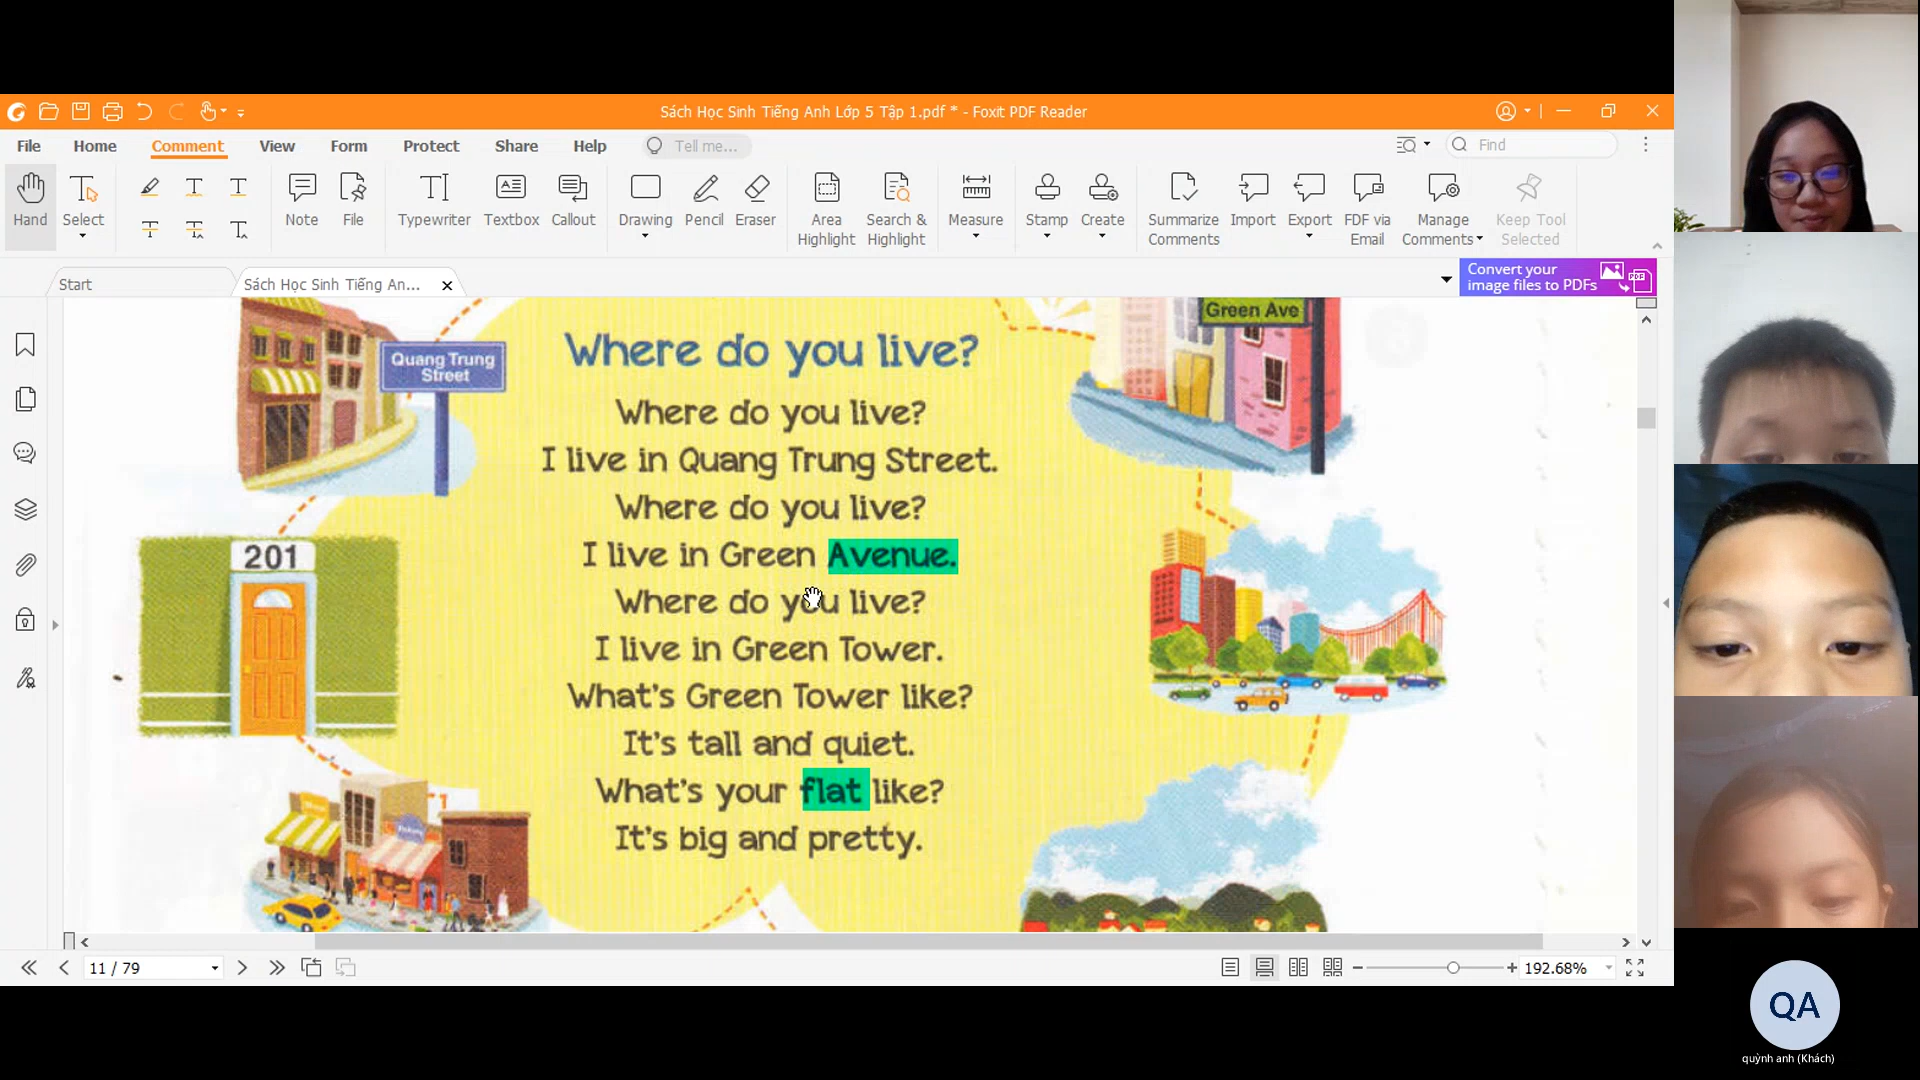 Sách Học Sinh Tiếng Anh Lớp 5 Tập 1.pdf * - Foxit PDF Reader
File Home Comment View Form Protect Share Help Tell me... Find
Hand Select Note File Typewriter Textbox Callout Drawing Pencil Eraser Area Highlight Search & Highlight Measure Stamp Create Summarize Comments Import Export FDF via Email Manage Comments Keep Tool Selected
Start
Sách Học Sinh Tiếng An...
Convert your
image files to PDFs
PDF
Green Ave
Quang Trung
Street
Where do you live?
Where do you live?
I live in Quang Trung Street.
Where do you live?
I live in Green Avenue.
201
Where do you live?
I live in Green Tower.
What's Green Tower like?
It's tall and quiet.
What's your flat like?
It's big and pretty.
11 / 79
192.68%
QA
quỳnh anh (Khách)